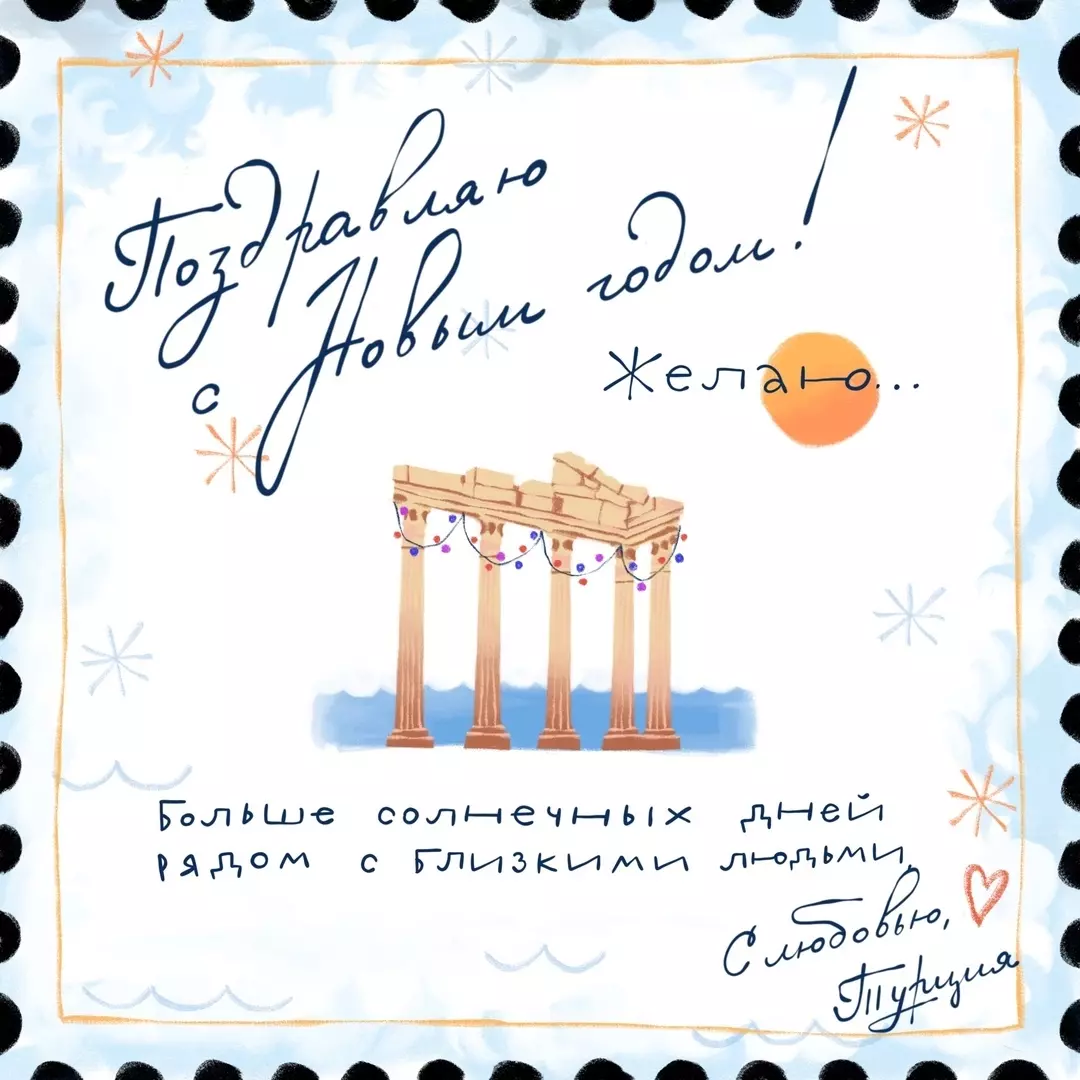 Поздравляю
с Новым годом!
Желаю...
Больше солнечных дней
рядом с близкими людьми
С любовью,
Турция